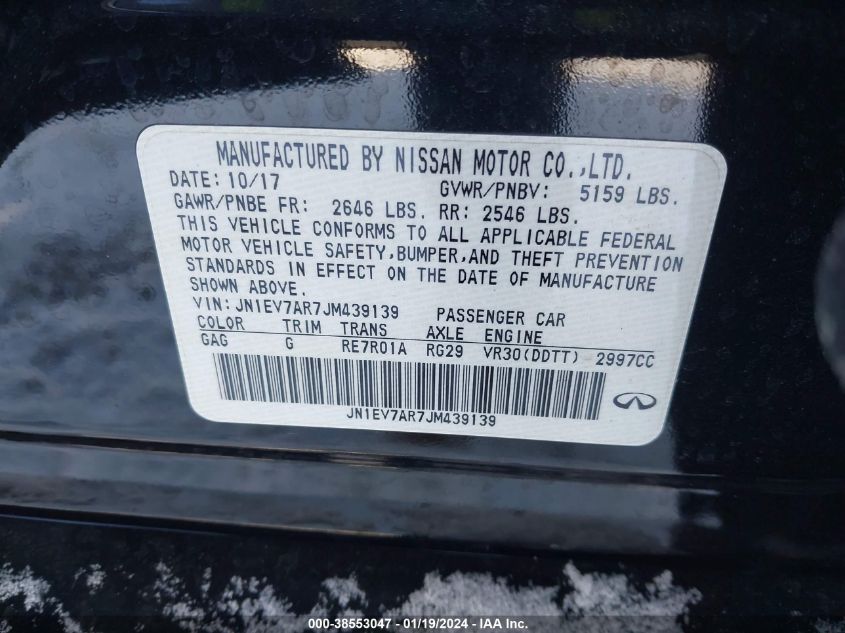 MANUFACTURED BY NISSAN MOTOR CO.,LTD.
DATE: 10/17 GVWR/PNBV: 5159 LBS.
GAWR/PNBE FR: 2646 LBS. RR: 2546 LBS.
THIS VEHICLE CONFORMS TO ALL APPLICABLE FEDERAL
MOTOR VEHICLE SAFETY,BUMPER,AND THEFT PREVENTION
STANDARDS IN EFFECT ON THE DATE OF MANUFACTURE
SHOWN ABOVE.
VIN: JN1EV7AR7JM439139 PASSENGER CAR
COLOR TRIM TRANS AXLE ENGINE
GAG G RE7R01A RG29 VR30(DDTT) 2997CC
JN1EV7AR7JM439139
000-38553047 - 01/19/2024 - IAA Inc.